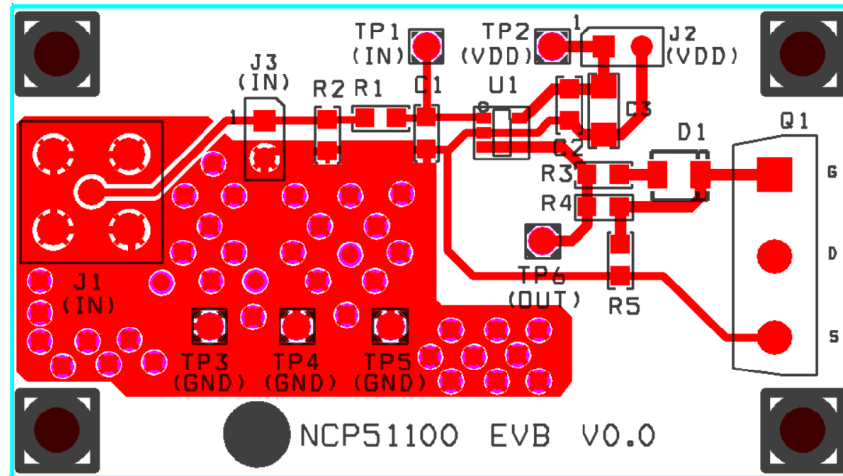 TP1
(IN)
TP2
(VDD)
1
J2
(VDD)
J3
(IN)
1
R2
R1
C1
U1
C2
C3
D1
Q1
G
D
S
R3
R4
R5
TP6
(OUT)
J1
(IN)
TP3
(GND)
TP4
(GND)
TP5
(GND)
NCP51100 EVB V0.0